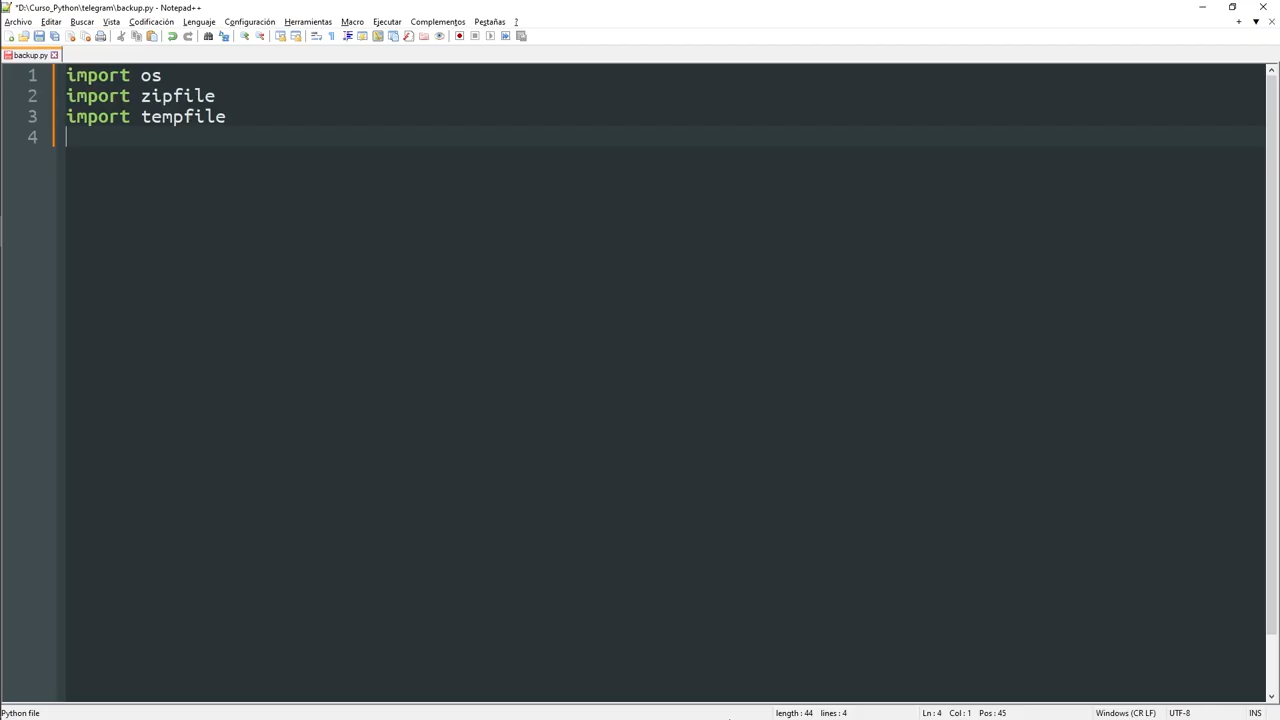 *D:\Curso_Python\telegram\backup.py - Notepad++
Archivo Editar Buscar Vista Codificación Lenguaje Configuración Herramientas Macro Ejecutar Complementos Pestañas ?
backup.py
1 import os
2 import zipfile
3 import tempfile
4
Python file length : 44 lines : 4 Ln : 4 Col : 1 Pos : 45 Windows (CR LF) UTF-8 INS